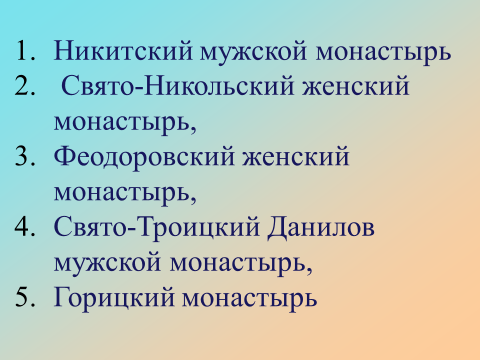 1. Никитский мужской монастырь
2. Свято-Никольский женский
монастырь,
3. Феодоровский женский
монастырь,
4. Свято-Троицкий Данилов
мужской монастырь,
5. Горицкий монастырь